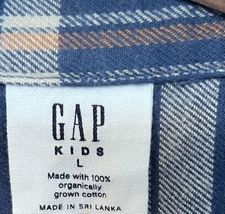 GAP
KIDS
L
Made with 100%
organically
grown cotton
MADE IN SRI LANKA